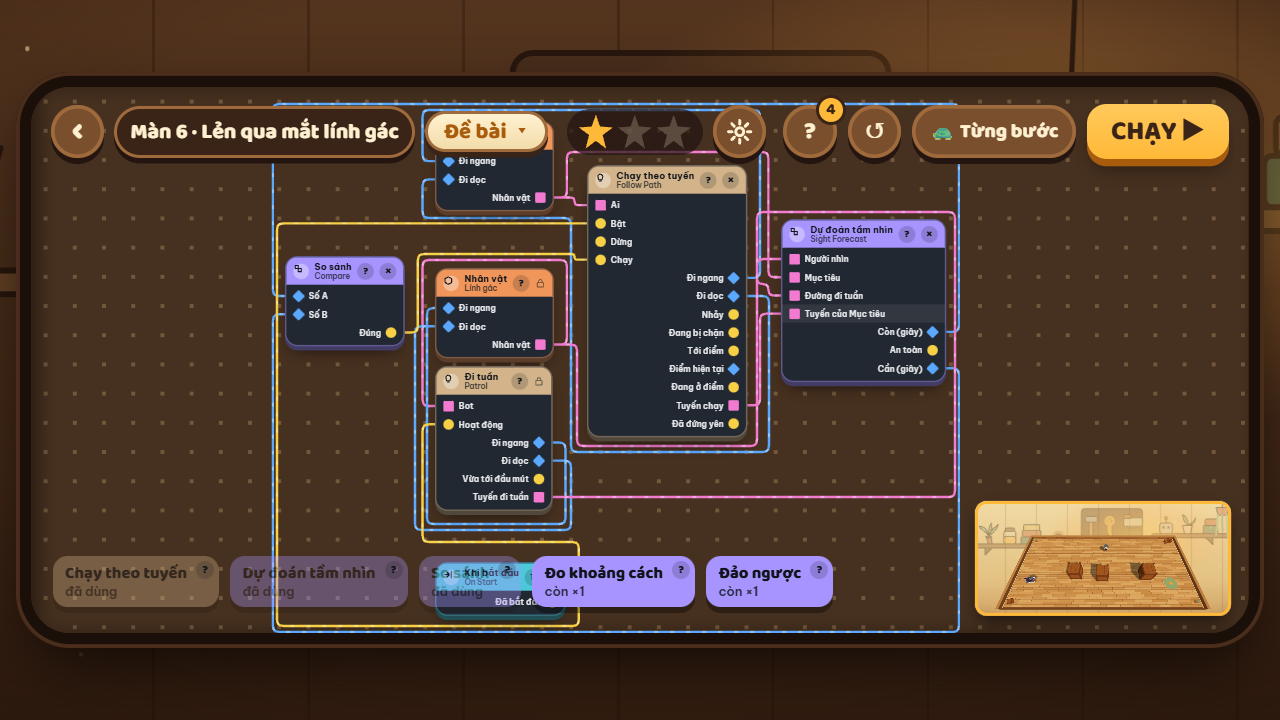 Màn 6 · Lẻn qua mắt lính gác
Đề bài
4
?
Từng bước
CHẠY
Đi ngang
Đi dọc
Nhân vật
Chạy theo tuyến
Follow Path
Ai
Bật
Dừng
Chạy
Đi ngang
Đi dọc
Nhảy
Đang bị chặn
Tới điểm
Điểm hiện tại
Đang ở điểm
Tuyến chạy
Đã đứng yên
Dự đoán tầm nhìn
Sight Forecast
Người nhìn
Mục tiêu
Đường đi tuần
Tuyến của Mục tiêu
Còn (giây)
An toàn
Cần (giây)
So sánh
Compare
Số A
Số B
Đúng
Nhân vật
Lính gác
Đi ngang
Đi dọc
Nhân vật
Đi tuần
Patrol
Bot
Hoạt động
Đi ngang
Đi dọc
Vừa tới đầu mút
Tuyến đi tuần
Khi bắt đầu
On Start
Chạy theo tuyến
đã dùng
Dự đoán tầm nhìn
đã dùng
đã dùng
Đo khoảng cách
còn ×1
Đảo ngược
còn ×1